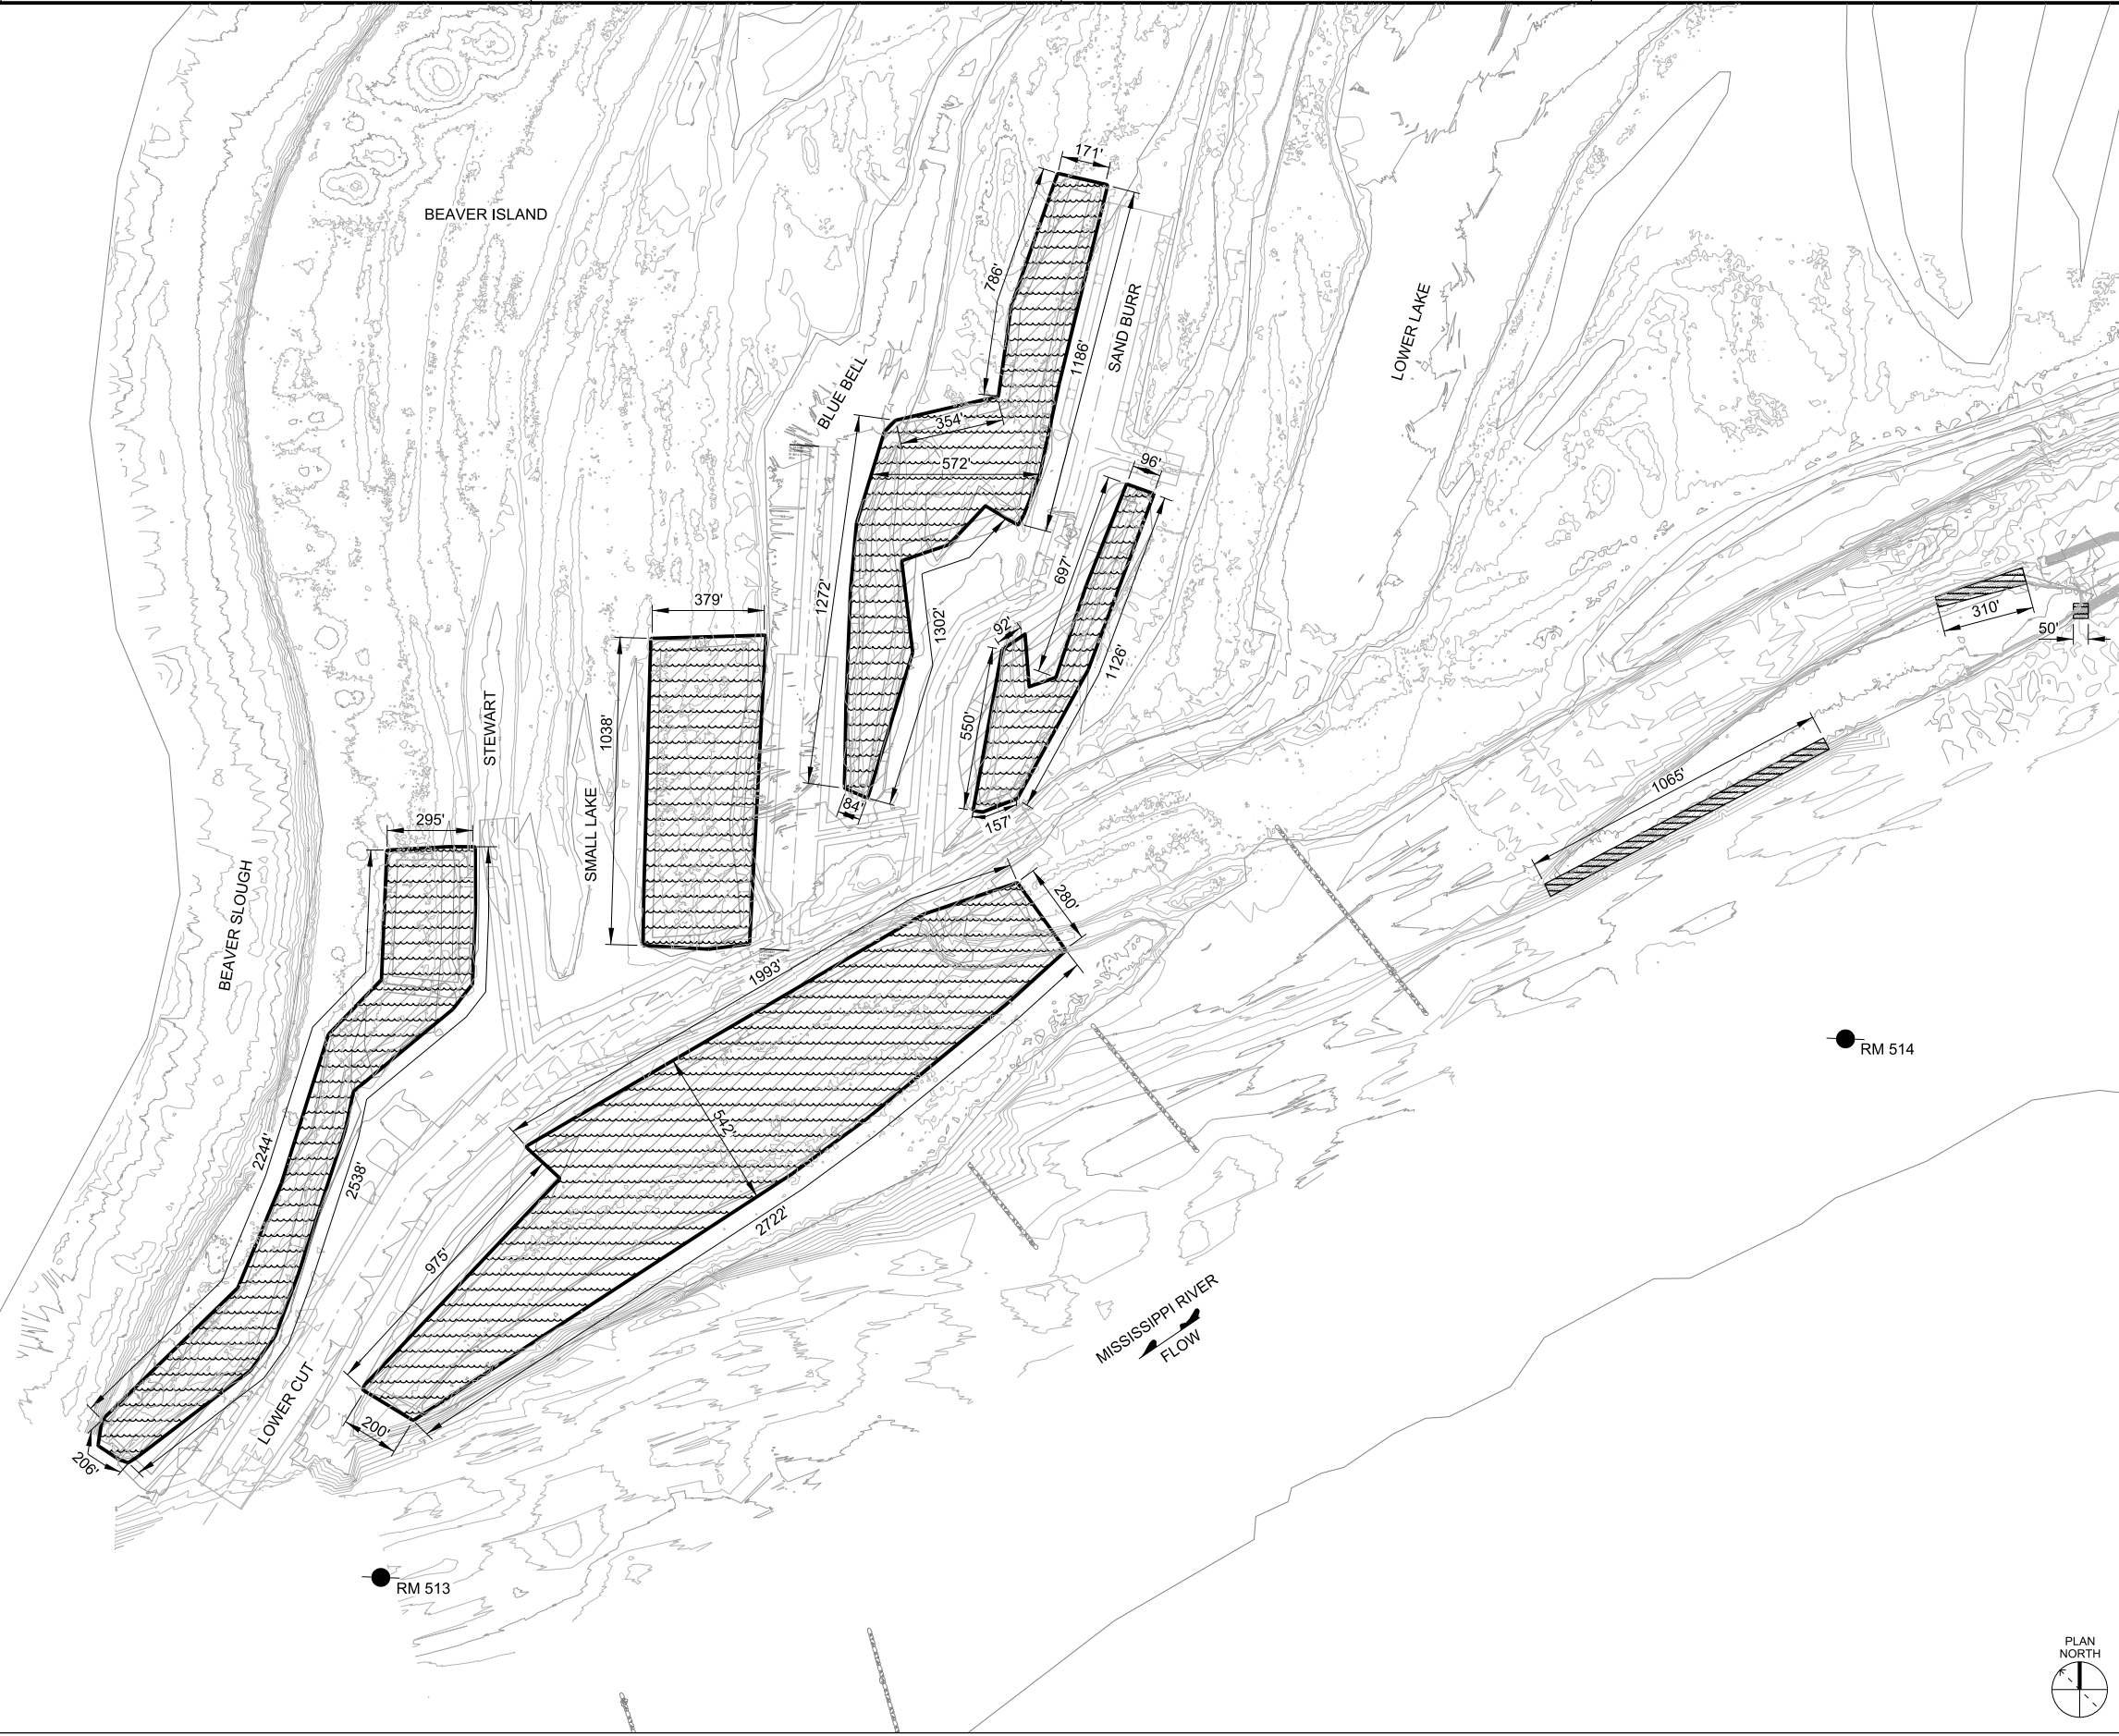 171'
BEAVER ISLAND
786'
SAND BURR
LOWER LAKE
1186'
BLUE BELL
354'
572'
96'
697'
1272'
379'
310'
50'
92'
1302'
1126'
STEWART
550'
1038'
1065'
84'
157'
295'
SMALL LAKE
BEAVER SLOUGH
280'
1993'
RM 514
542'
2244'
2538'
2722'
975'
MISSISSIPPI RIVER
FLOW
LOWER CUT
200'
206'
RM 513
PLAN
NORTH